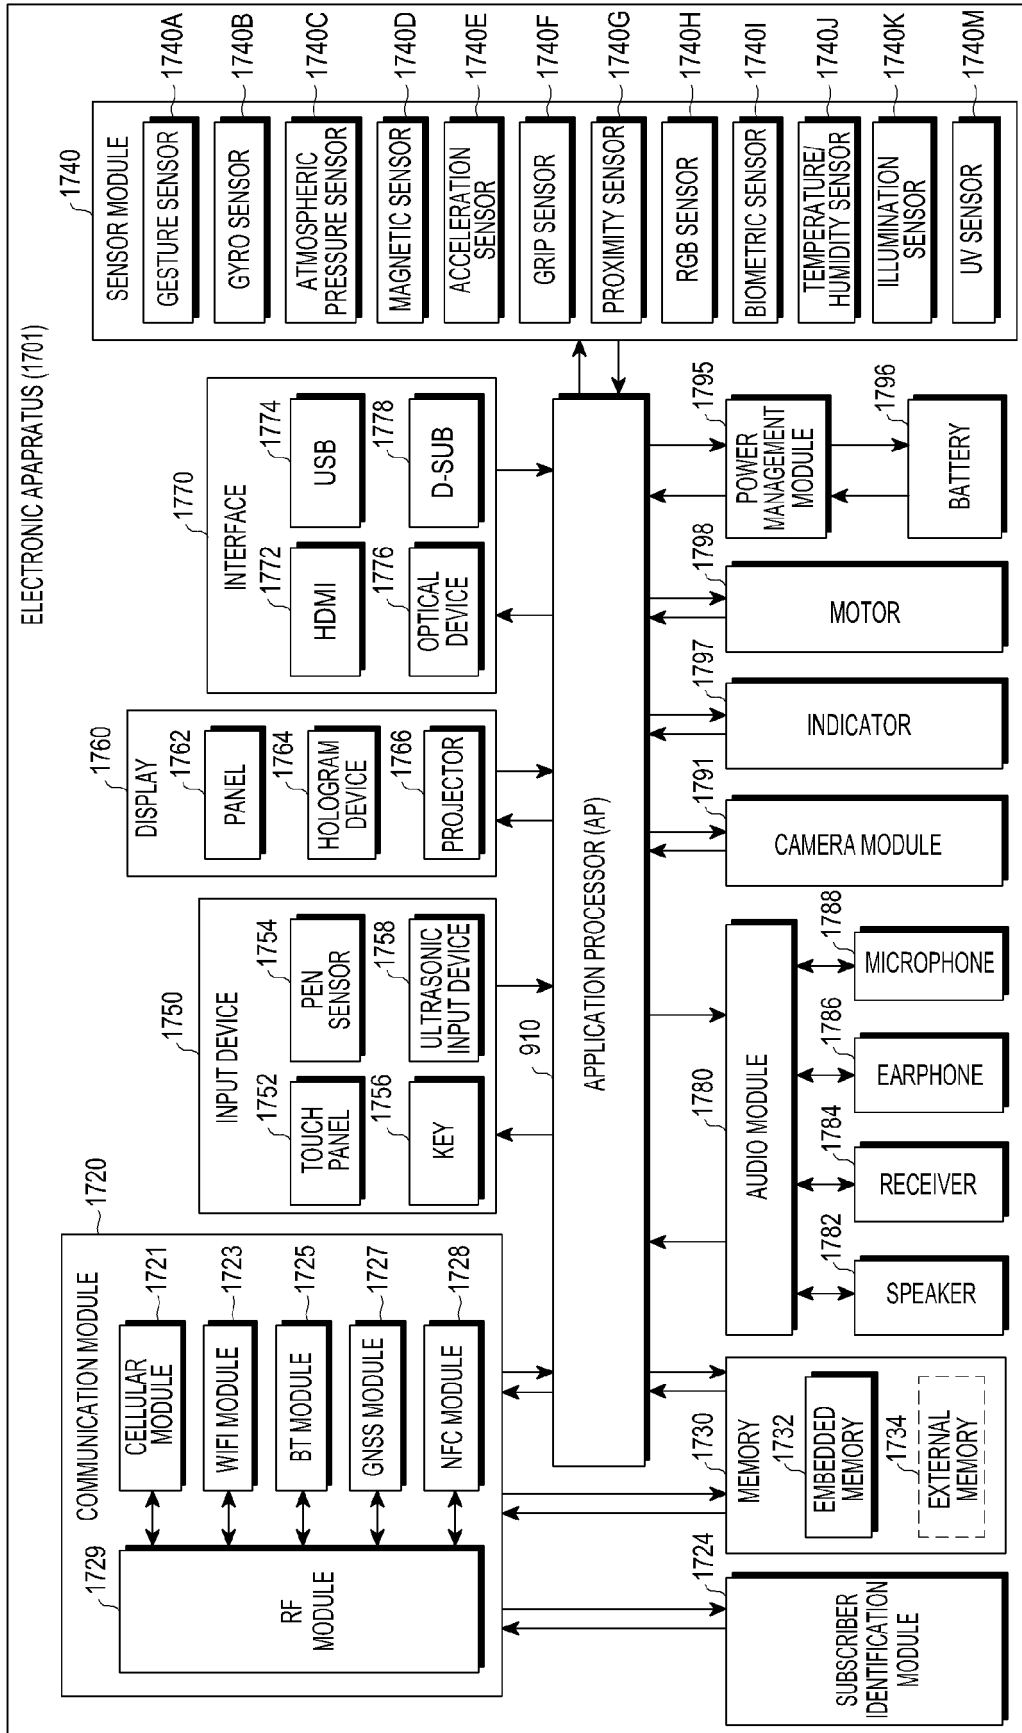 ELECTRONIC APAPRATUS (1701)
COMMUNICATION MODULE
1720
1729
RF
MODULE
CELLULAR
MODULE
1721
WIFI MODULE
1723
BT MODULE
1725
GNSS MODULE
1727
NFC MODULE
1728
INPUT DEVICE
1750
1752
TOUCH
PANEL
1754
PEN
SENSOR
1756
KEY
1758
ULTRASONIC
INPUT DEVICE
DISPLAY
1760
1762
PANEL
1764
HOLOGRAM
DEVICE
1766
PROJECTOR
INTERFACE
1770
1772
HDMI
1774
USB
1776
OPTICAL
DEVICE
1778
D-SUB
SENSOR MODULE
1740
GESTURE SENSOR
1740A
GYRO SENSOR
1740B
ATMOSPHERIC
PRESSURE SENSOR
1740C
MAGNETIC SENSOR
1740D
ACCELERATION
SENSOR
1740E
GRIP SENSOR
1740F
PROXIMITY SENSOR
1740G
RGB SENSOR
1740H
BIOMETRIC SENSOR
1740I
TEMPERATURE/
HUMIDITY SENSOR
1740J
ILLUMINATION
SENSOR
1740K
UV SENSOR
1740M
910
APPLICATION PROCESSOR (AP)
1724
SUBSCRIBER
IDENTIFICATION
MODULE
1730
MEMORY
1732
EMBEDDED
MEMORY
1734
EXTERNAL
MEMORY
1780
AUDIO MODULE
1782
SPEAKER
1784
RECEIVER
1786
EARPHONE
1788
MICROPHONE
1791
CAMERA MODULE
1797
INDICATOR
1798
MOTOR
1795
POWER
MANAGEMENT
MODULE
1796
BATTERY